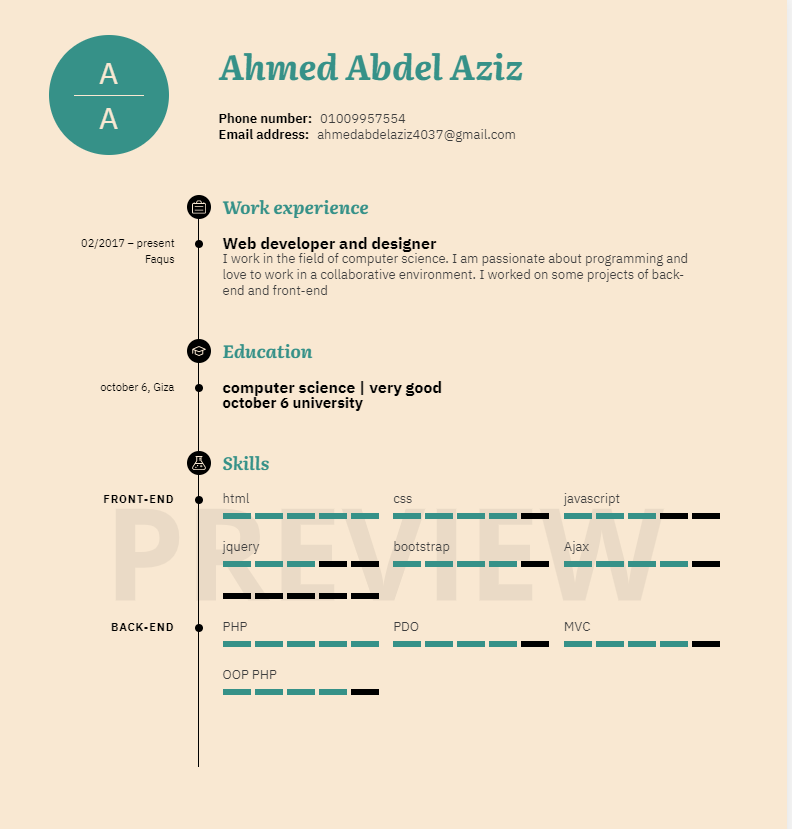 A
A
Ahmed Abdel Aziz
Phone number: 01009957554
Email address: ahmedabdelaziz4037@gmail.com
Work experience
02/2017 – present
Faqus
Web developer and designer
I work in the field of computer science. I am passionate about programming and
love to work in a collaborative environment. I worked on some projects of back-
end and front-end
Education
october 6, Giza
computer science | very good
october 6 university
Skills
FRONT-END
html css javascript
PREVIEW
jquery bootstrap Ajax
BACK-END
PHP PDO MVC
OOP PHP